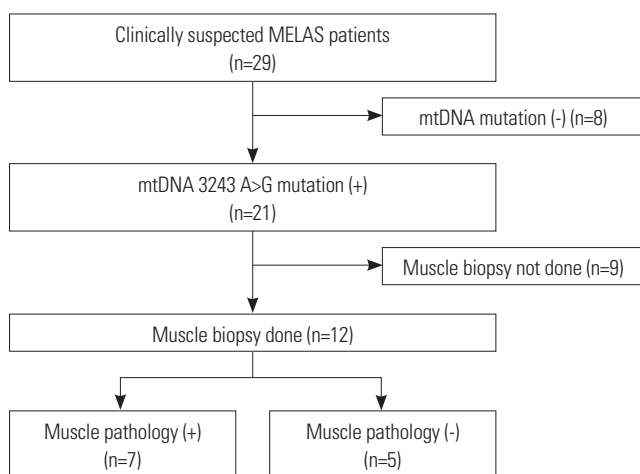 Clinically suspected MELAS patients
(n=29)
mtDNA mutation (-) (n=8)
mtDNA 3243 A>G mutation (+)
(n=21)
Muscle biopsy not done (n=9)
Muscle biopsy done (n=12)
Muscle pathology (+)
(n=7)
Muscle pathology (-)
(n=5)